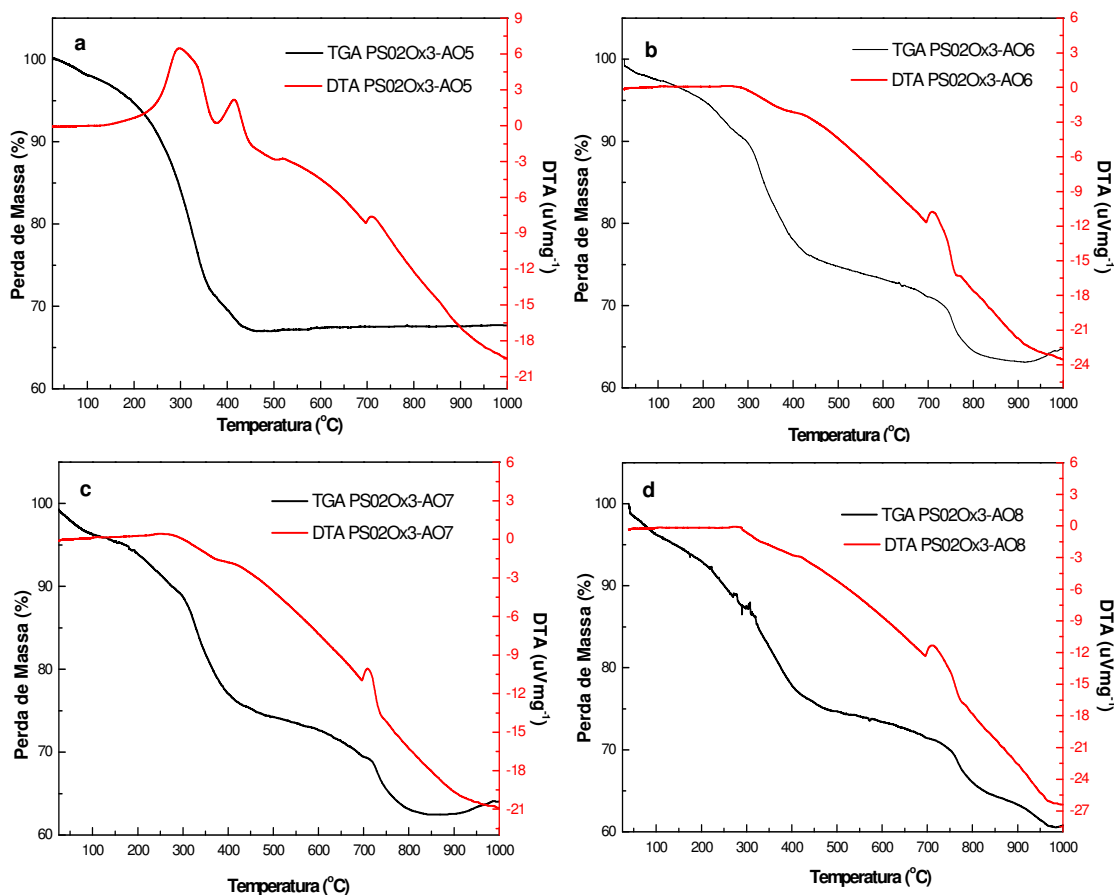 a
TGA PS02Ox3-AO5
DTA PS02Ox3-AO5
Perda de Massa (%)
100
90
80
70
60
9
6
3
0
-3
-6
-9
-12
-15
-18
-21
DTA (uVmg-1)
100 200 300 400 500 600 700 800 900 1000
Temperatura (oC)
b
TGA PS02Ox3-AO6
DTA PS02Ox3-AO6
Perda de Massa (%)
100
90
80
70
60
6
3
0
-3
-6
-9
-12
-15
-18
-21
-24
DTA (uVmg-1)
100 200 300 400 500 600 700 800 900 1000
Temperatura (oC)
c
TGA PS02Ox3-AO7
DTA PS02Ox3-AO7
Perda de Massa (%)
100
90
80
70
60
6
3
0
-3
-6
-9
-12
-15
-18
-21
DTA (uVmg-1)
100 200 300 400 500 600 700 800 900 1000
Temperatura (oC)
d
TGA PS02Ox3-AO8
DTA PS02Ox3-AO8
Perda de Massa (%)
100
90
80
70
60
6
3
0
-3
-6
-9
-12
-15
-18
-21
-24
-27
DTA (uVmg-1)
100 200 300 400 500 600 700 800 900 1000
Temperatura (oC)